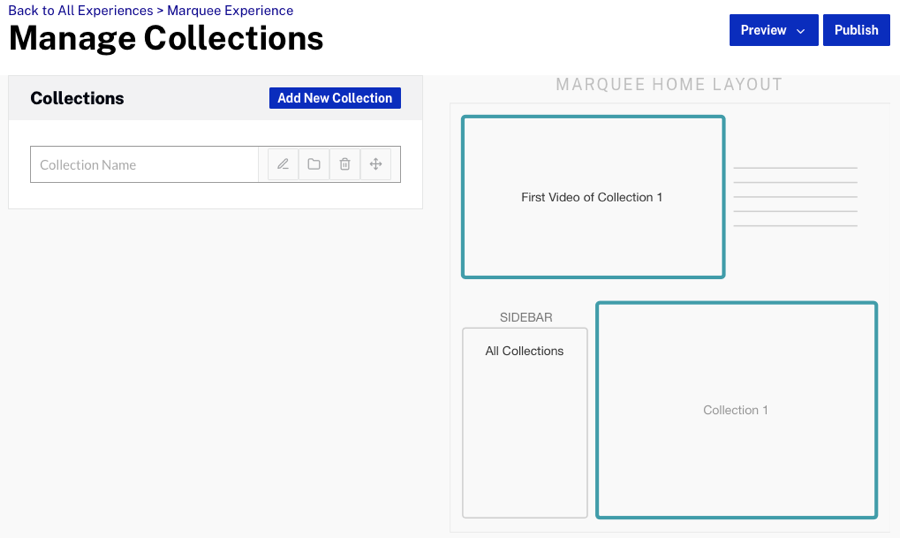 Back to All Experiences > Marquee Experience
Manage Collections
Preview
Publish
Collections
Add New Collection
Collection Name
MARQUEE HOME LAYOUT
First Video of Collection 1
SIDEBAR
All Collections
Collection 1